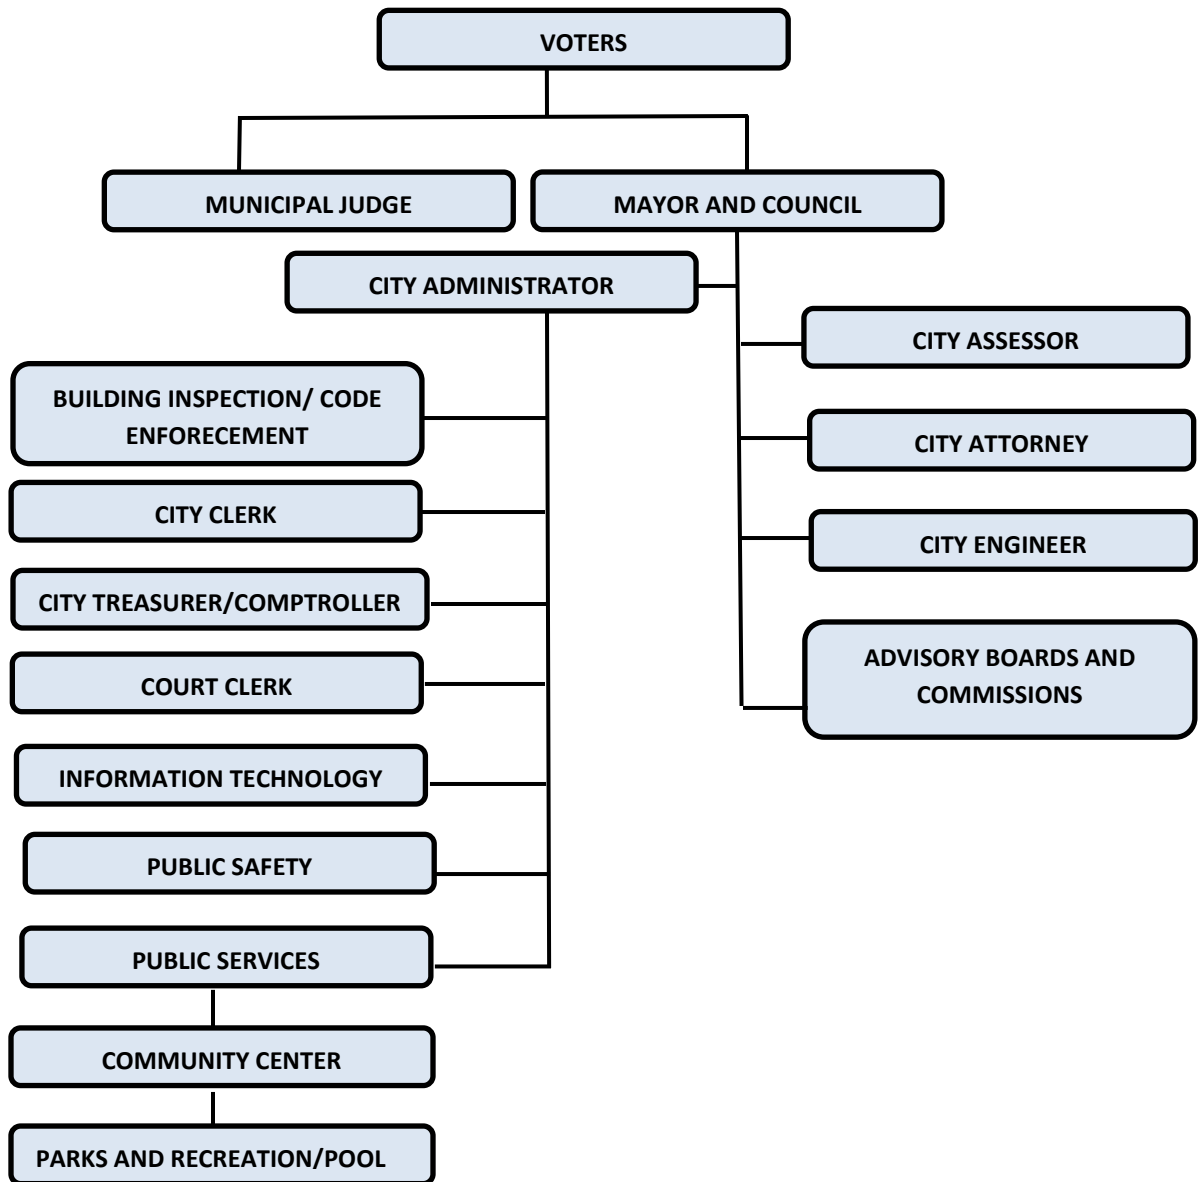 VOTERS
MUNICIPAL JUDGE
MAYOR AND COUNCIL
CITY ADMINISTRATOR
CITY ASSESSOR
BUILDING INSPECTION/ CODE
ENFORECEMENT
CITY ATTORNEY
CITY CLERK
CITY ENGINEER
CITY TREASURER/COMPTROLLER
COURT CLERK
ADVISORY BOARDS AND
COMMISSIONS
INFORMATION TECHNOLOGY
PUBLIC SAFETY
PUBLIC SERVICES
COMMUNITY CENTER
PARKS AND RECREATION/POOL